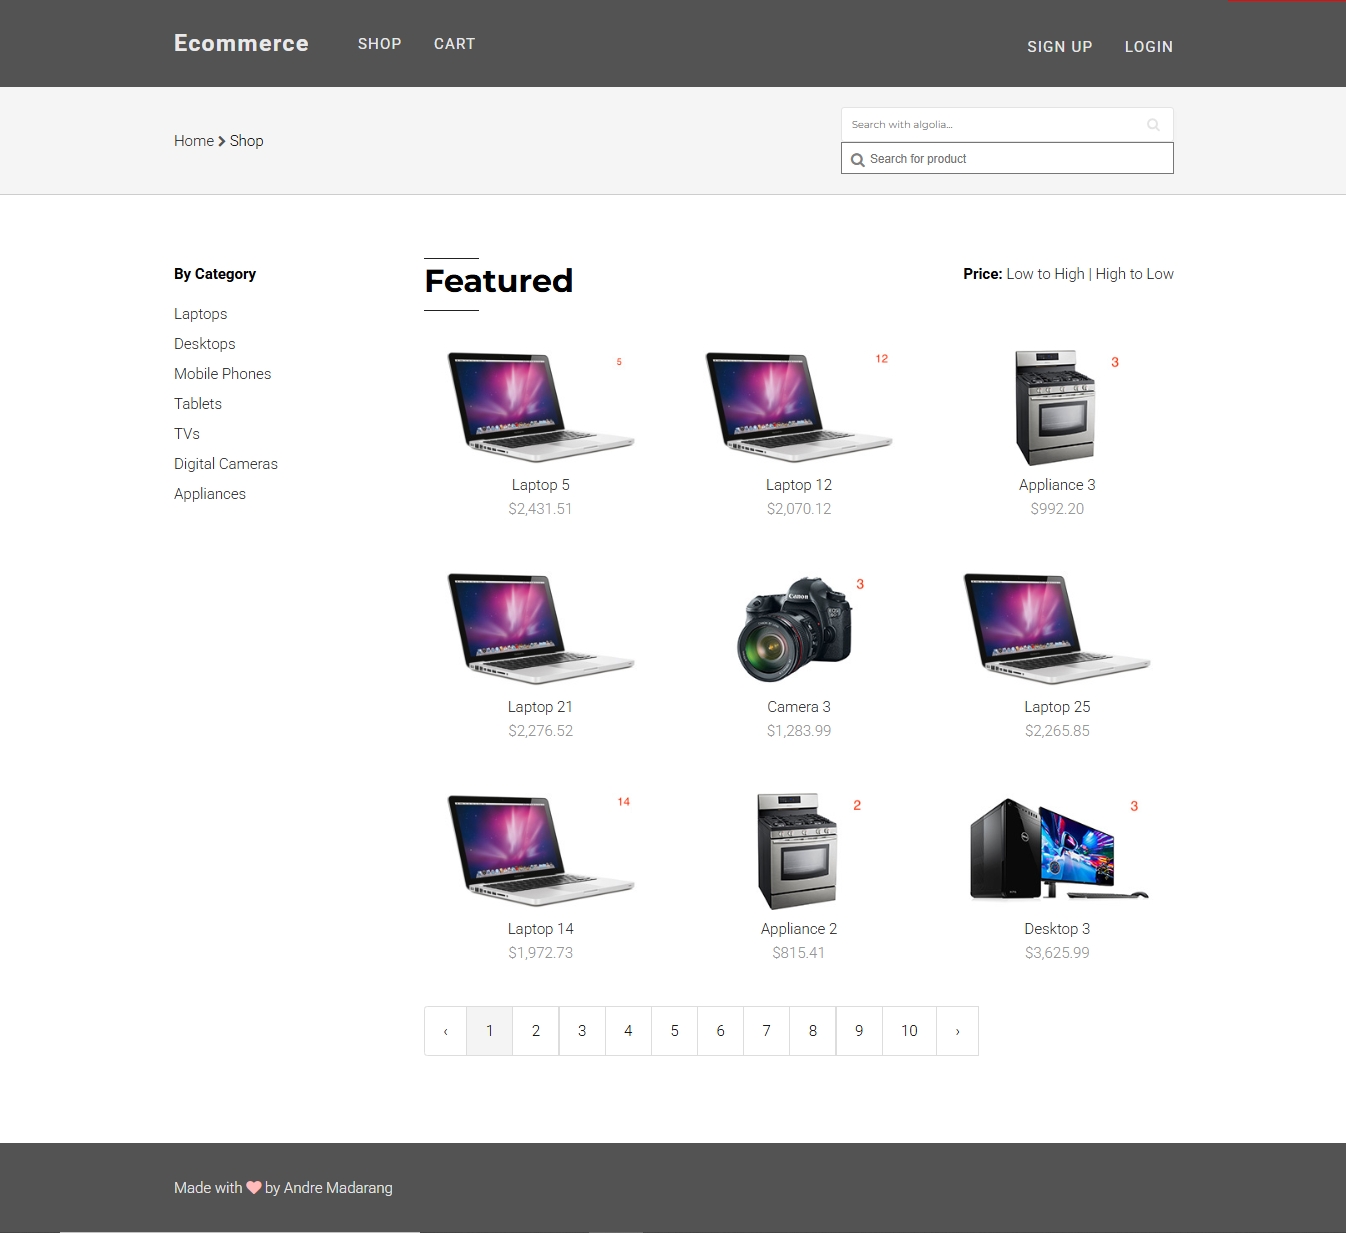 Ecommerce SHOP CART SIGN UP LOGIN
Search with algolia...
Home Shop
Search for product
By Category
Laptops
Desktops
Mobile Phones
Tablets
TVs
Digital Cameras
Appliances
Featured
Price: Low to High | High to Low
5 12 3
Laptop 5 Laptop 12 Appliance 3
$2,431.51 $2,070.12 $992.20
3
Canon
Laptop 21 Camera 3 Laptop 25
$2,276.52 $1,283.99 $2,265.85
14 2 3
Laptop 14 Appliance 2 Desktop 3
$1,972.73 $815.41 $3,625.99
‹ 1 2 3 4 5 6 7 8 9 10 ›
Made with by Andre Madarang